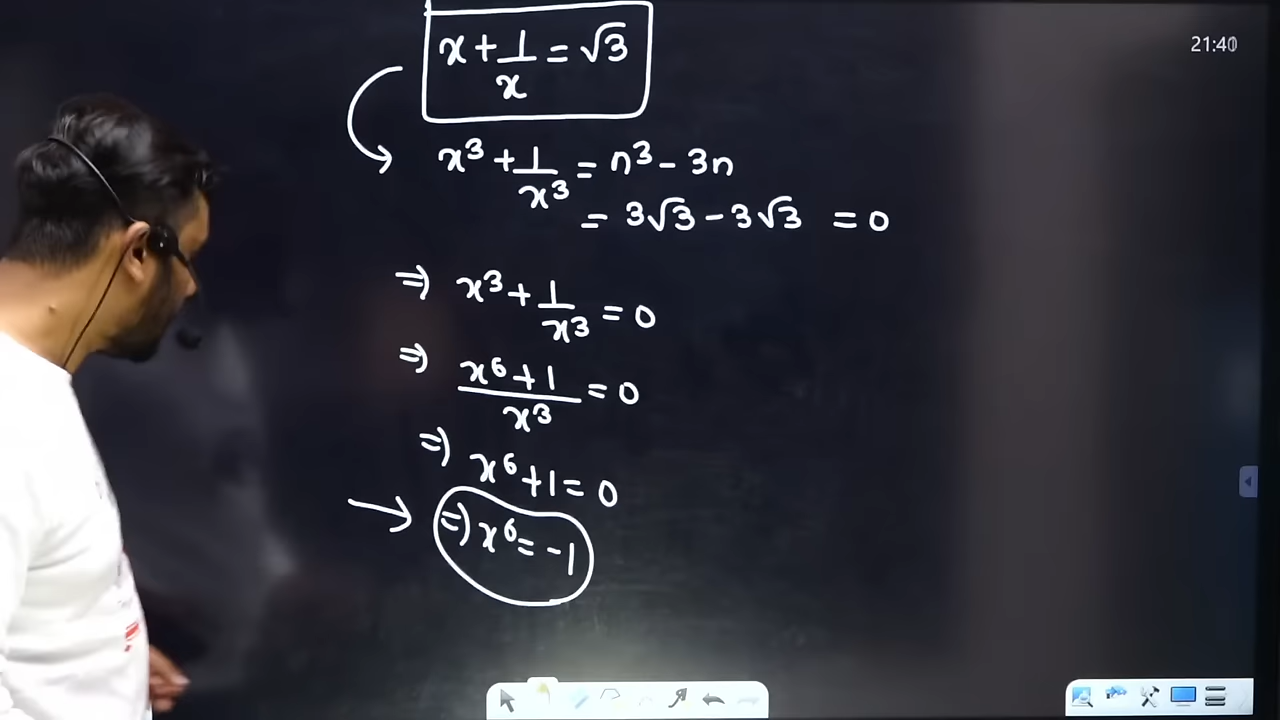 21:40
x + 1/x = √3
x³ + 1/x³ = n³ - 3n
= 3√3 - 3√3 = 0
⇒ x³ + 1/x³ = 0
⇒ x⁶ + 1/x³ = 0
⇒ x⁶ + 1 = 0
→ ⇒ x⁶ = -1